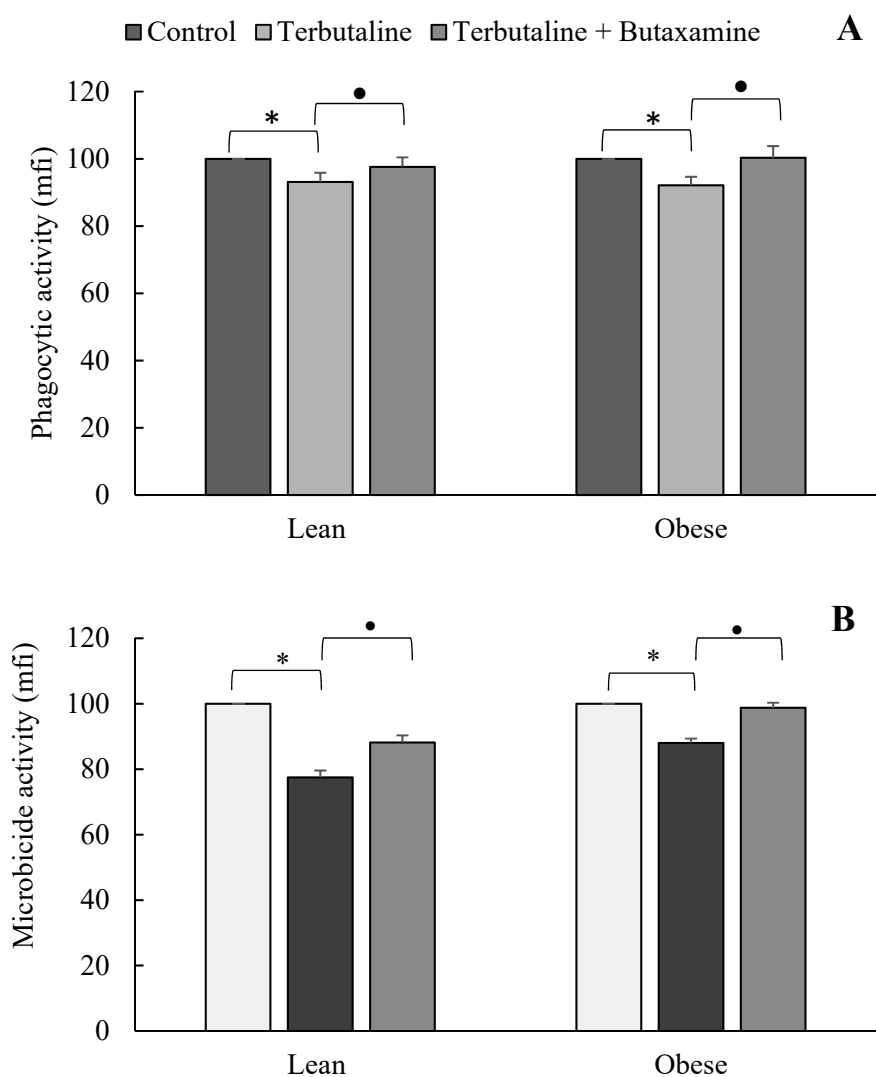 Control Terbutaline Terbutaline + Butaxamine
A
Phagocytic activity (mfi)
120
100
80
60
40
20
0
* •
* •
Lean Obese
B
Microbicide activity (mfi)
120
100
80
60
40
20
0
* •
* •
Lean Obese